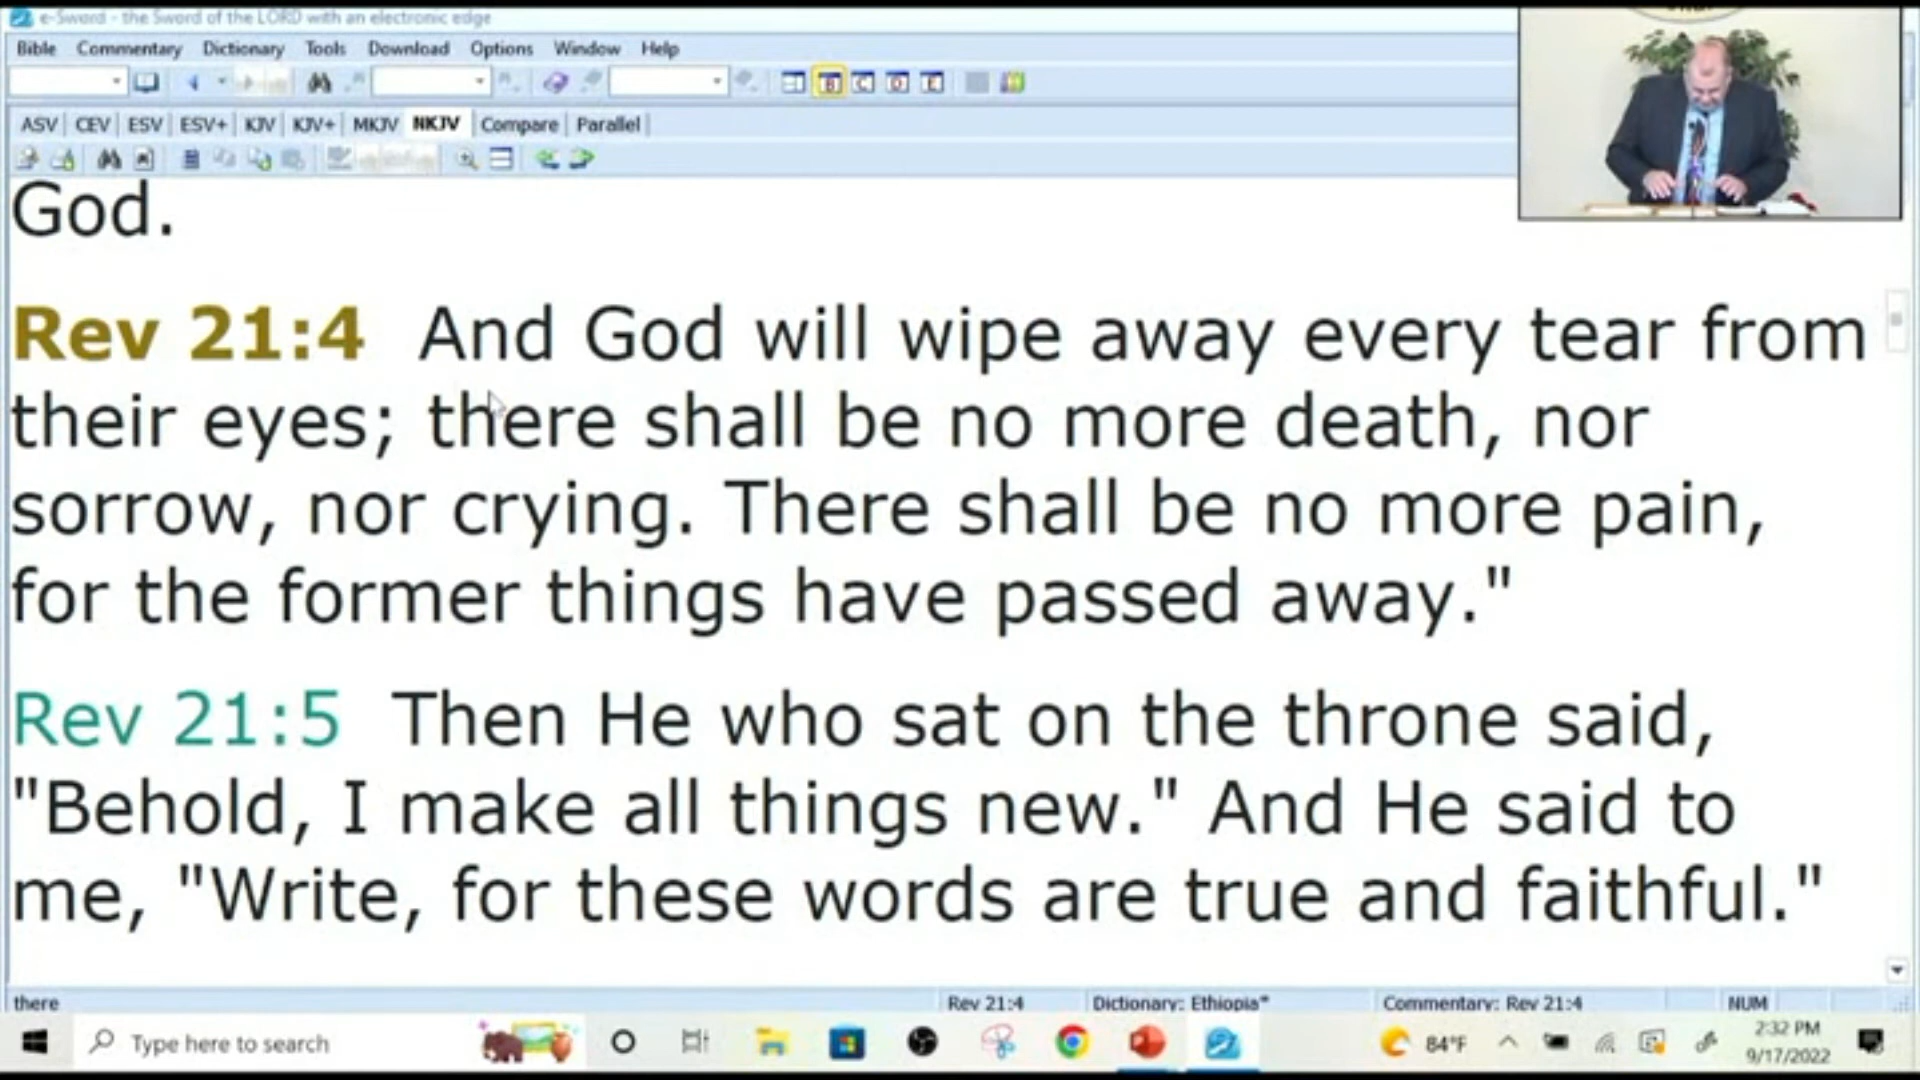 e-Sword - the Sword of the LORD with an electronic edge
Bible Commentary Dictionary Tools Download Options Window Help
B C D E
ASV CEV ESV ESV+ KJV KJV+ MKJV NKJV Compare Parallel
God.
Rev 21:4 And God will wipe away every tear from
their eyes; there shall be no more death, nor
sorrow, nor crying. There shall be no more pain,
for the former things have passed away."
Rev 21:5 Then He who sat on the throne said,
"Behold, I make all things new." And He said to
me, "Write, for these words are true and faithful."
there Rev 21:4 Dictionary: Ethiopia* Commentary: Rev 21:4 NUM
Type here to search 84°F 2:32 PM
9/17/2022